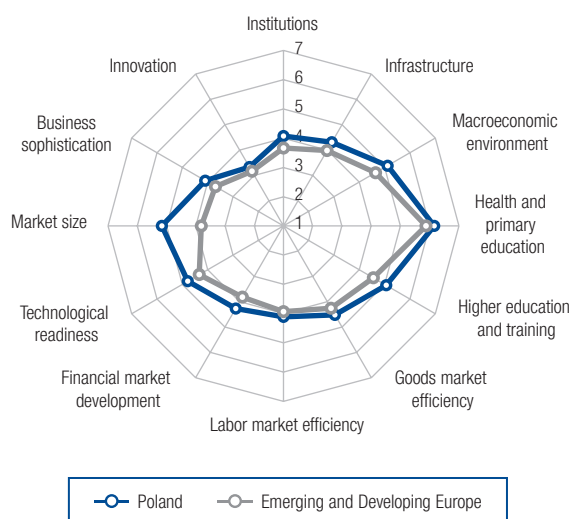 Institutions
7
6
5
4
3
2
1
Infrastructure
Macroeconomic
environment
Health and
primary
education
Higher education
and training
Goods market
efficiency
Labor market efficiency
Financial market
development
Technological
readiness
Market size
Business
sophistication
Innovation
Poland
Emerging and Developing Europe